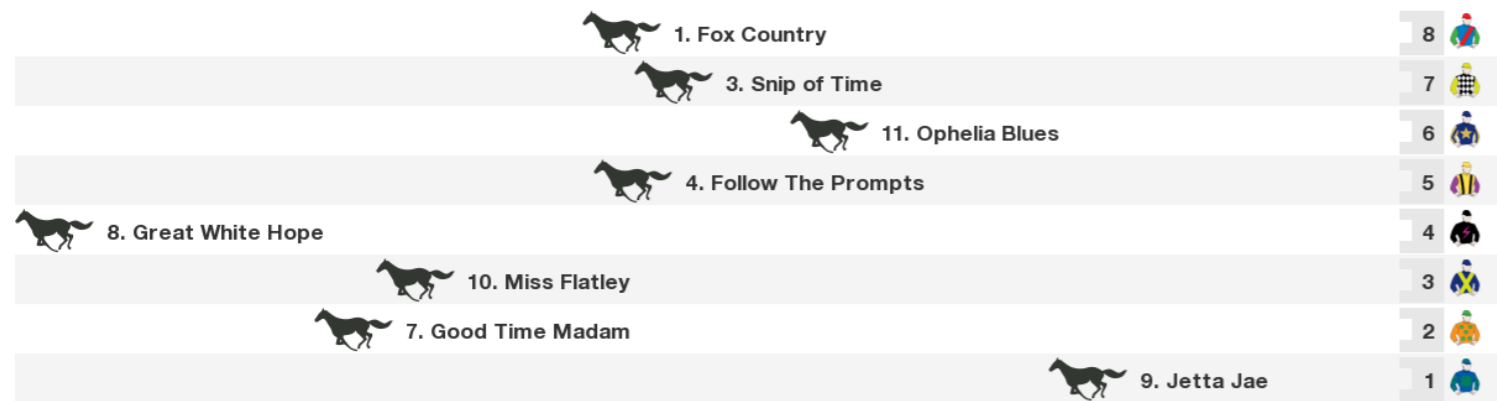 1. Fox Country 8
3. Snip of Time 7
11. Ophelia Blues 6
4. Follow The Prompts 5
8. Great White Hope 4
10. Miss Flatley 3
7. Good Time Madam 2
9. Jetta Jae 1